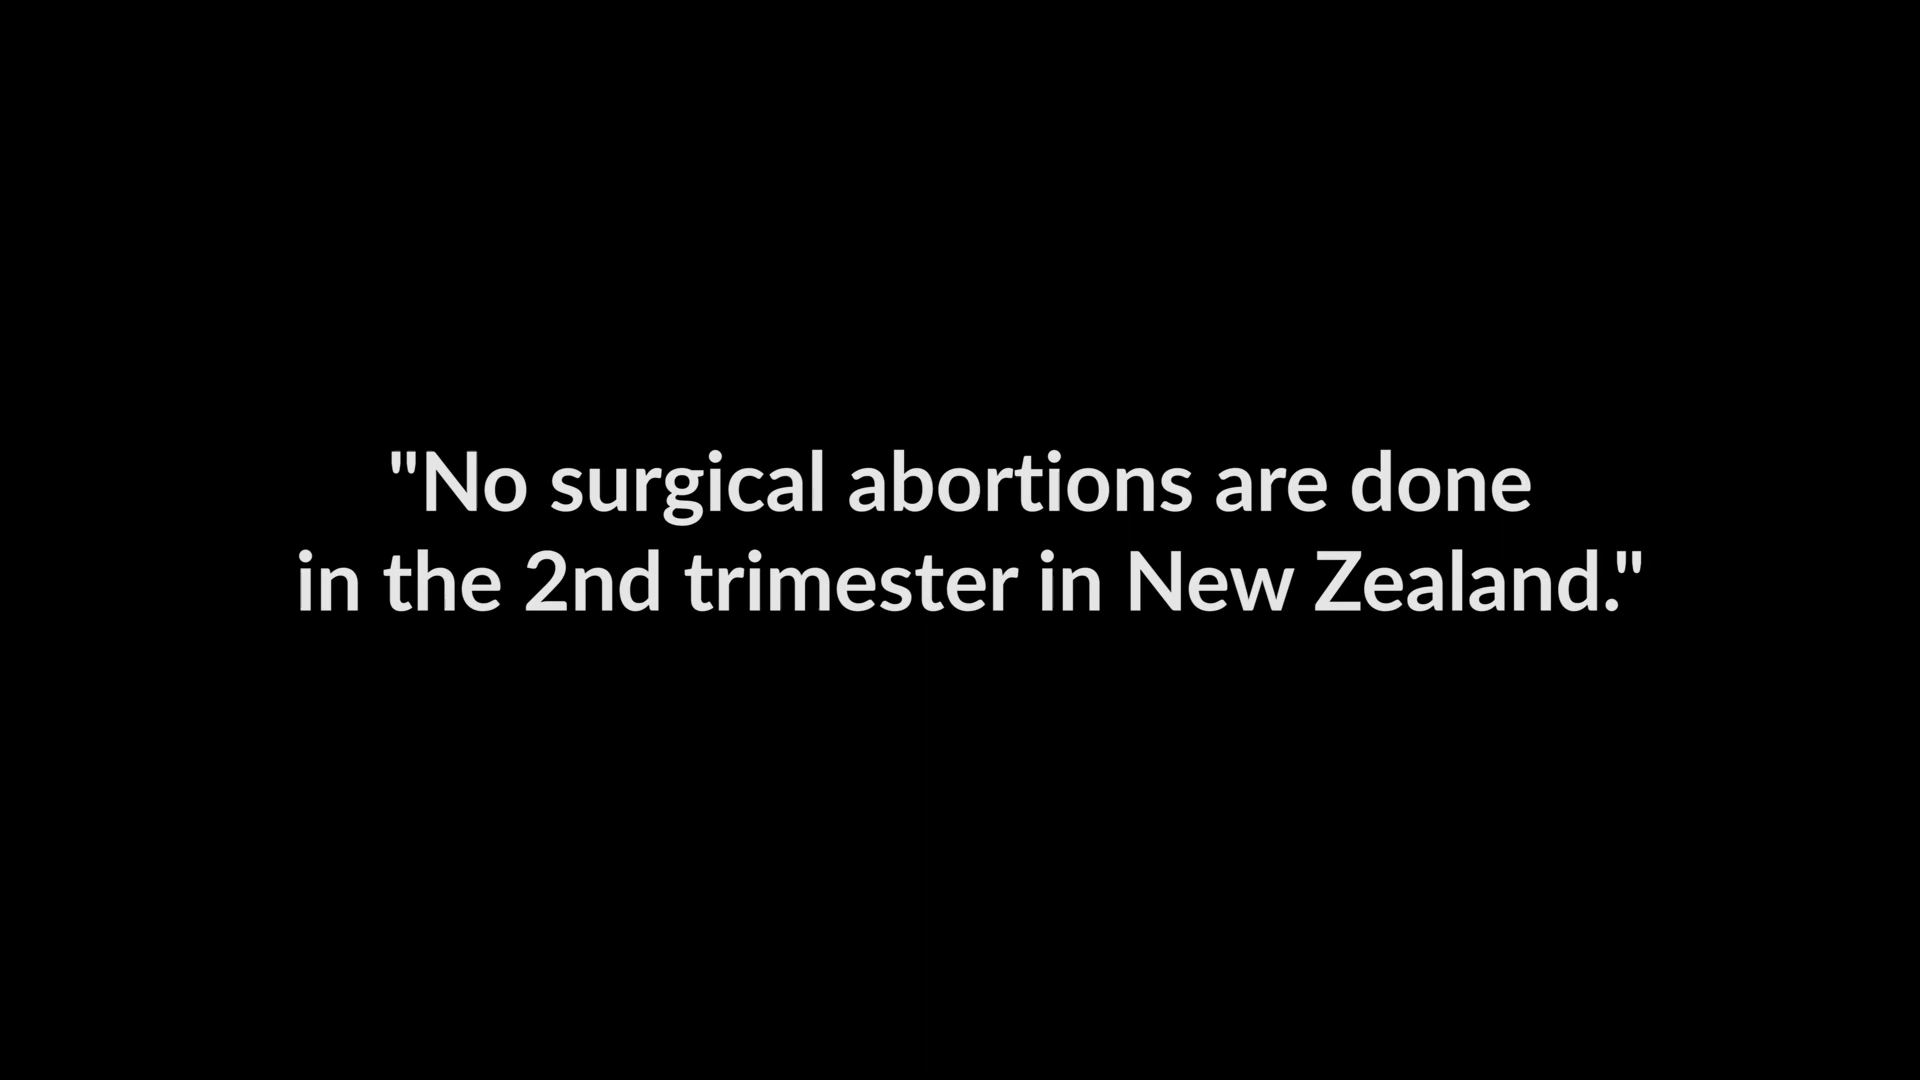 "No surgical abortions are done
in the 2nd trimester in New Zealand."